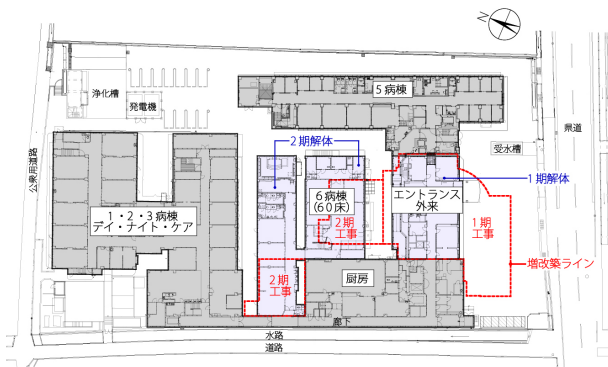 N
浄化槽
発電機
5病棟
2期解体
受水槽
県道
公衆用道路
1期解体
6病棟
(60床)
エントランス
外来
2期
工事
1期
工事
1・2・3病棟
デイ・ナイト・ケア
増改築ライン
2期
工事
厨房
廊下
水路
道路